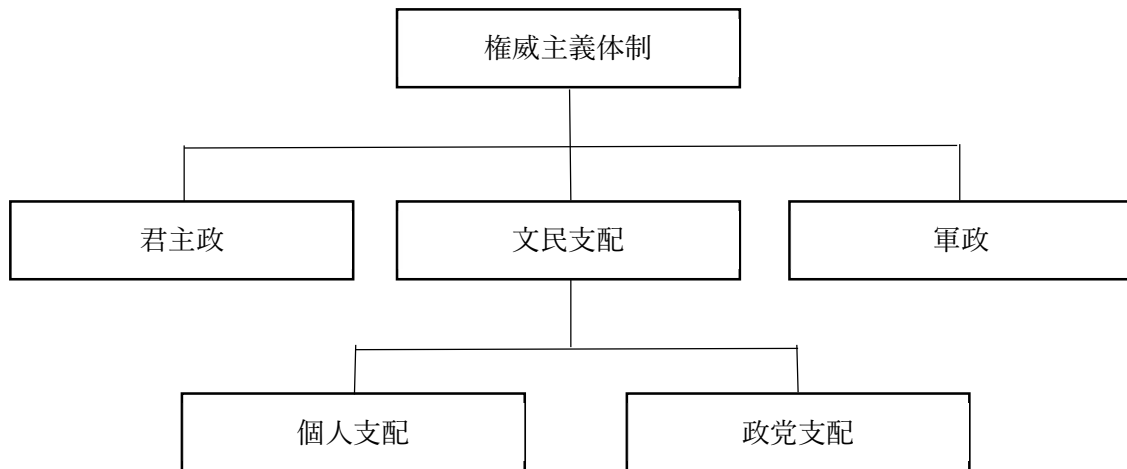 権威主義体制
君主政
文民支配
軍政
個人支配
政党支配